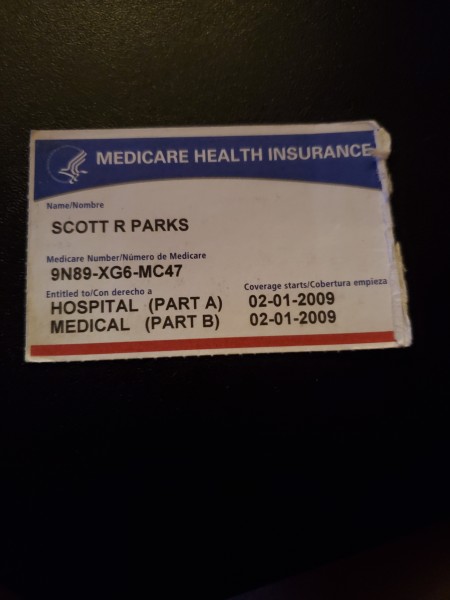 MEDICARE HEALTH INSURANCE
Name/Nombre
SCOTT R PARKS
Medicare Number/Número de Medicare
9N89-XG6-MC47
Entitled to/Con derecho a Coverage starts/Cobertura empieza
HOSPITAL (PART A) 02-01-2009
MEDICAL (PART B) 02-01-2009